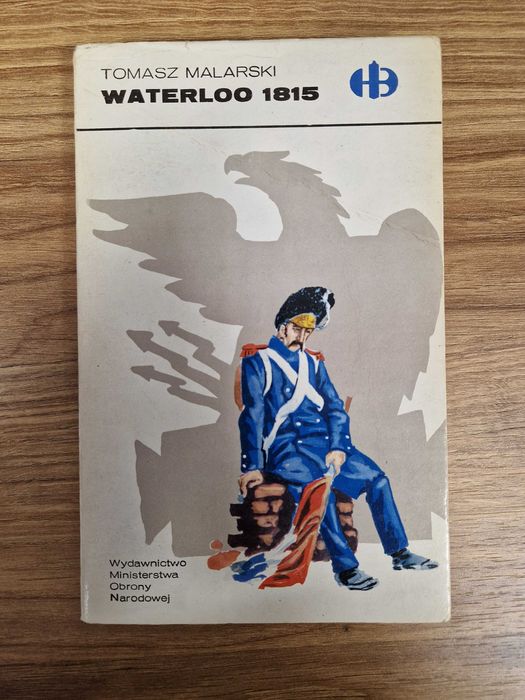 TOMASZ MALARSKI
WATERLOO 1815
HB
Wydawnictwo
Ministerstwa
Obrony
Narodowej